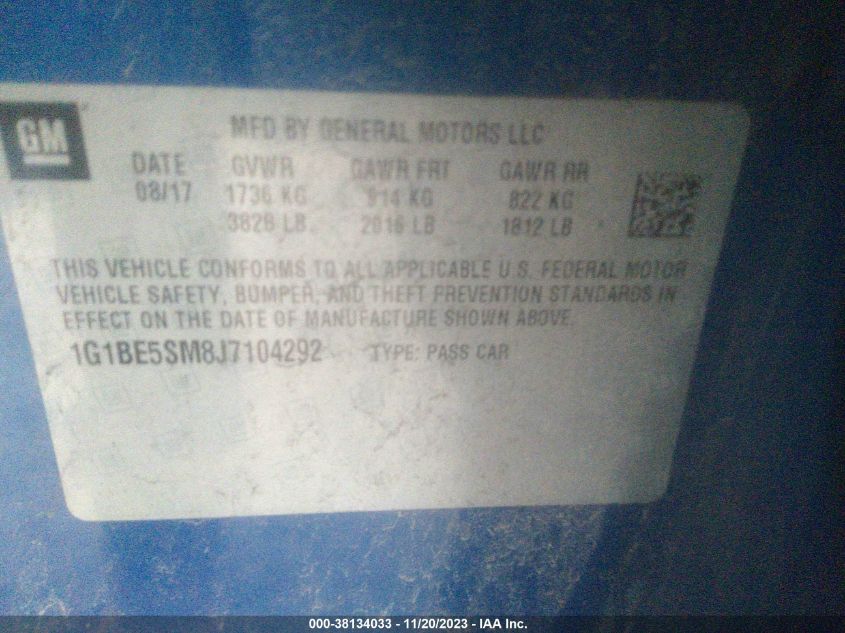 GM
MFD BY GENERAL MOTORS LLC
DATE GVWR GAWR FRT GAWR RR
08/17 1736 KG 914 KG 822 KG
3828 LB 2016 LB 1812 LB
THIS VEHICLE CONFORMS TO ALL APPLICABLE U.S. FEDERAL MOTOR
VEHICLE SAFETY, BUMPER, AND THEFT PREVENTION STANDARDS IN
EFFECT ON THE DATE OF MANUFACTURE SHOWN ABOVE.
1G1BE5SM8J7104292 TYPE: PASS CAR
000-38134033 - 11/20/2023 - IAA Inc.